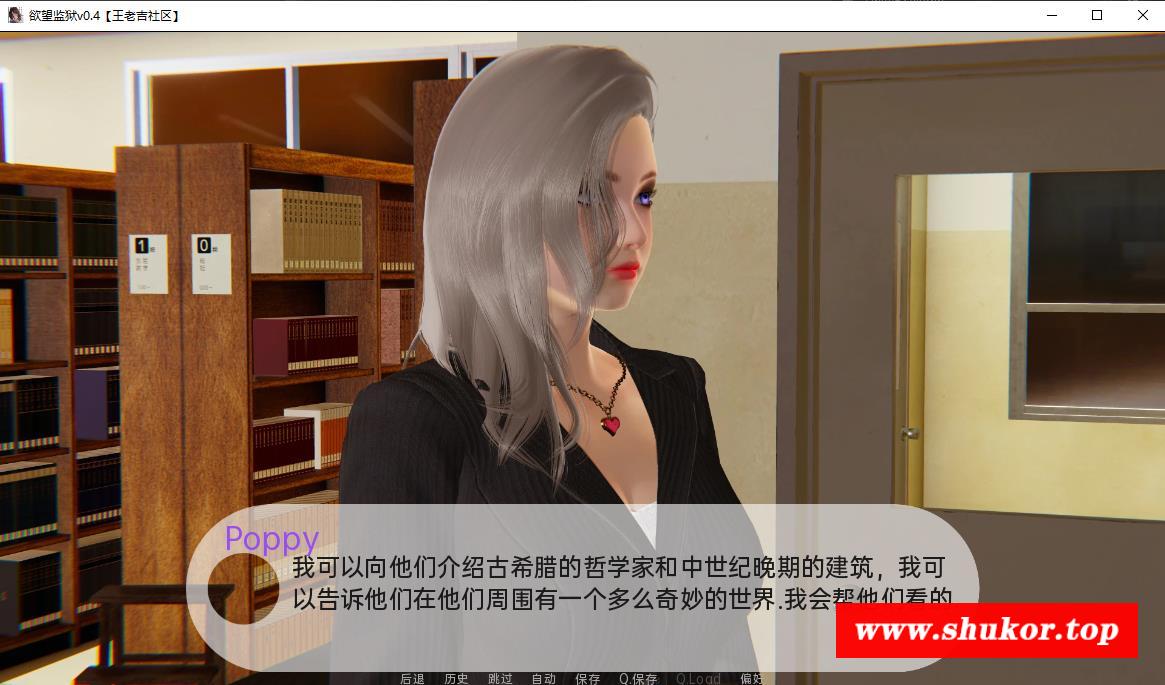 欲望监狱v0.4【王老吉社区】
1
0
Poppy
我可以向他们介绍古希腊的哲学家和中世纪晚期的建筑，我可
以告诉他们在他们周围有一个多么奇妙的世界.我会帮他们看的
www.shukor.top
后退 历史 跳过 自动 保存 Q.保存 Q.Load 偏好